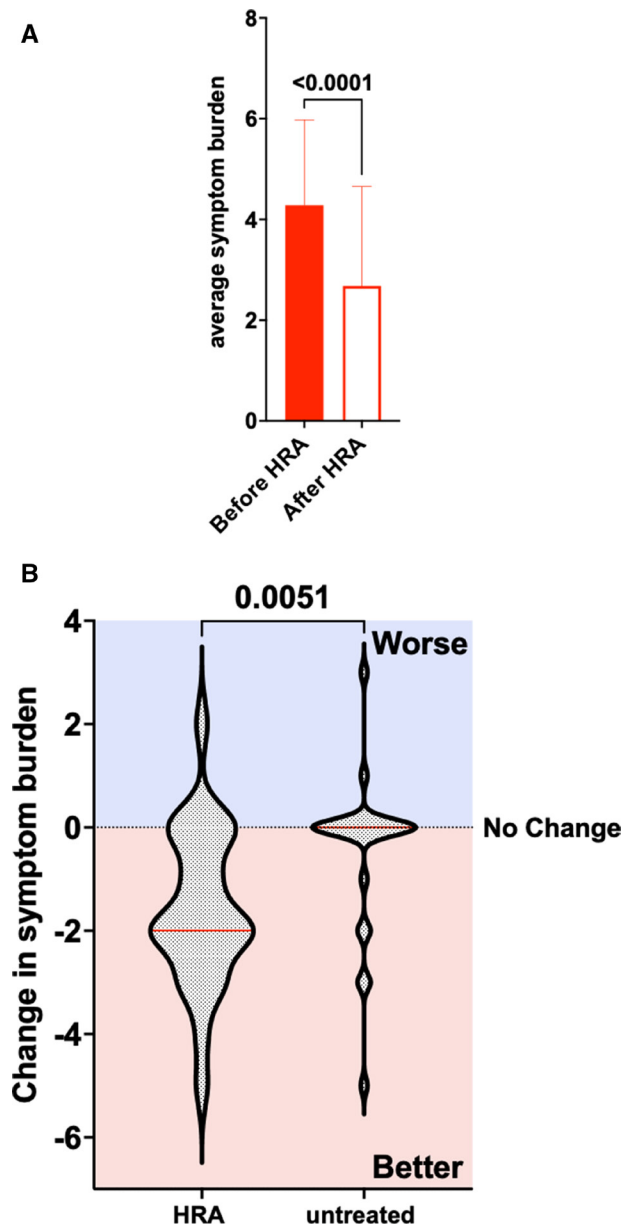 A
8
<0.0001
6
4
2
0
average symptom burden
Before HRA
After HRA
B
0.0051
4
Worse
2
0
No Change
-2
-4
-6
Better
Change in symptom burden
HRA
untreated